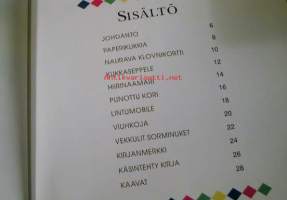 SISÄLTÖ
JOHDANTO 6
PAPERIKUKKIA 8
NAURAVA KLOVNIKORTTI 10
KUKKASEPPELE 12
HIIRINAAMARI 14
PUNOTTU KORI 16
LINTUMOBILE 18
VIUHKOJA 20
VEKKULIT SORMINUKET 22
KIRJANMERKKI 24
KÄSINTEHTY KIRJA 26
KAAVAT 28